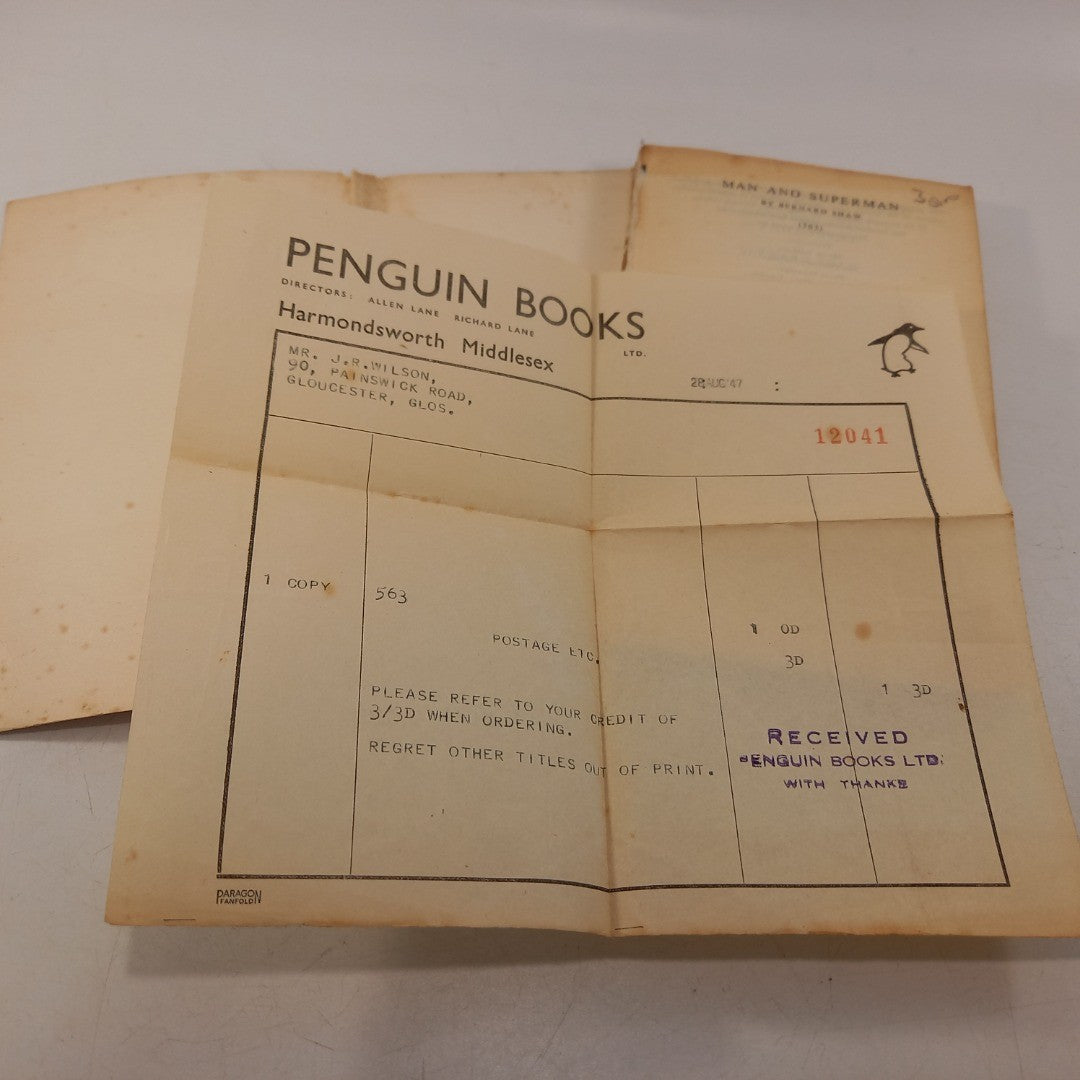 MAN AND SUPERMAN
BY BERNARD SHAW
(563)
PENGUIN BOOKS
LTD.
DIRECTORS: ALLEN LANE RICHARD LANE
Harmondsworth Middlesex
MR. J.R.WILSON,
90, PAINSWICK ROAD,
GLOUCESTER, GLOS.
28 AUG '47 :
12041
1 COPY 563
1 0D
POSTAGE ETC. 3D
1 3D
PLEASE REFER TO YOUR CREDIT OF
3/3D WHEN ORDERING.
REGRET OTHER TITLES OUT OF PRINT.
RECEIVED
PENGUIN BOOKS LTD.
WITH THANKS
PARAGON
FANFOLD